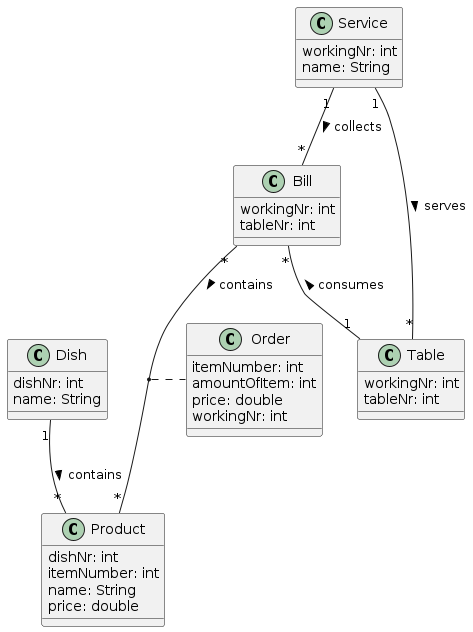 C Service
workingNr: int
name: String
1
1
collects
*
C Bill
workingNr: int
tableNr: int
serves
*
*
contains
consumes
1
*
C Order
itemNumber: int
amountOfItem: int
price: double
workingNr: int
C Dish
dishNr: int
name: String
C Table
workingNr: int
tableNr: int
1
contains
*
*
C Product
dishNr: int
itemNumber: int
name: String
price: double